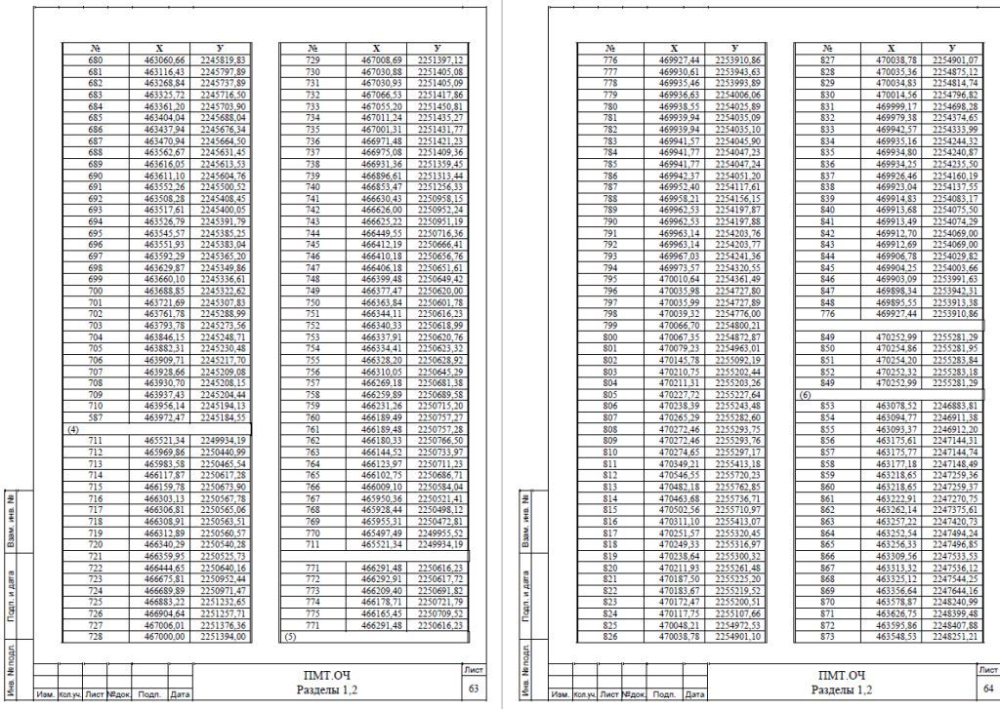 № X У
680 463060,66 2245819,83
681 463116,43 2245797,89
682 463268,84 2245737,89
683 463325,72 2245716,50
684 463361,20 2245703,90
685 463404,04 2245688,04
686 463437,94 2245676,34
687 463470,94 2245664,50
688 463562,67 2245631,45
689 463616,05 2245613,53
690 463611,10 2245604,76
691 463552,26 2245500,52
692 463508,28 2245408,45
693 463517,61 2245400,05
694 463526,79 2245391,79
695 463545,57 2245385,25
696 463551,93 2245383,04
697 463592,29 2245365,20
698 463629,87 2245349,86
699 463660,10 2245336,61
700 463688,85 2245322,62
701 463721,69 2245307,83
702 463761,78 2245288,99
703 463793,78 2245273,56
704 463846,15 2245248,71
705 463882,31 2245230,48
706 463909,71 2245217,70
707 463928,66 2245209,08
708 463930,70 2245208,15
709 463937,43 2245204,44
710 463956,14 2245194,13
587 463972,47 2245184,55
(4)
711 465521,34 2249934,19
712 465969,86 2250440,99
713 465983,58 2250465,54
714 466117,87 2250617,28
715 466159,78 2250673,90
716 466303,13 2250567,78
717 466306,81 2250565,06
718 466308,91 2250563,51
719 466312,89 2250560,57
720 466340,29 2250540,28
721 466359,95 2250525,73
722 466444,65 2250640,16
723 466675,81 2250952,44
724 466689,89 2250971,47
725 466883,22 2251232,65
726 466904,64 2251257,71
727 467006,01 2251376,36
728 467000,00 2251394,00
№ X У
729 467008,69 2251397,12
730 467030,88 2251405,08
731 467030,93 2251405,09
732 467066,53 2251417,86
733 467055,20 2251450,81
734 467011,24 2251435,27
735 467001,31 2251431,77
736 466971,48 2251421,23
737 466975,08 2251409,36
738 466931,36 2251359,45
739 466896,61 2251313,44
740 466853,47 2251256,33
741 466630,43 2250958,15
742 466626,00 2250952,24
743 466625,22 2250951,19
744 466449,55 2250716,36
745 466412,19 2250666,41
746 466410,18 2250656,76
747 466406,18 2250651,61
748 466399,48 2250649,42
749 466377,47 2250620,00
750 466363,84 2250601,78
751 466344,11 2250616,23
752 466340,33 2250618,99
753 466337,91 2250620,76
754 466334,41 2250623,32
755 466328,20 2250628,92
756 466310,05 2250645,29
757 466269,18 2250681,38
758 466259,89 2250689,58
759 466231,26 2250715,20
760 466189,49 2250757,27
761 466189,48 2250757,28
762 466180,33 2250766,50
763 466144,52 2250733,97
764 466123,97 2250711,23
765 466102,75 2250686,71
766 466009,10 2250584,04
767 465950,36 2250521,41
768 465928,44 2250498,12
769 465955,31 2250472,81
770 465497,49 2249955,52
711 465521,34 2249934,19
771 466291,48 2250616,23
772 466292,91 2250617,72
773 466209,40 2250691,82
774 466178,71 2250721,79
775 466165,45 2250709,52
771 466291,48 2250616,23
(5)
Взам. инв. №
Подп. и дата
Инв. № подл.
Изм. Кол.уч. Лист №док. Подп. Дата
ПМТ.ОЧ
Разделы 1,2
Лист
63
№ X У
776 469927,44 2253910,86
777 469930,61 2253943,63
778 469935,46 2253993,89
779 469936,63 2254006,06
780 469938,55 2254025,89
781 469939,94 2254035,09
782 469939,94 2254035,10
783 469941,57 2254045,90
784 469941,77 2254047,23
785 469941,77 2254047,24
786 469942,37 2254051,20
787 469952,40 2254117,61
788 469958,21 2254156,15
789 469962,53 2254197,87
790 469962,53 2254197,88
791 469963,14 2254203,76
792 469963,14 2254203,77
793 469967,03 2254241,36
794 469973,57 2254320,55
795 470010,64 2254361,49
796 470035,98 2254727,80
797 470035,99 2254727,89
798 470039,32 2254776,00
799 470066,70 2254800,21
800 470067,35 2254872,87
801 470079,23 2254963,01
802 470145,78 2255092,19
803 470210,75 2255202,44
804 470211,31 2255203,26
805 470227,72 2255227,64
806 470238,39 2255243,48
807 470265,29 2255282,60
808 470272,46 2255293,75
809 470272,46 2255293,76
810 470274,65 2255297,17
811 470349,21 2255413,18
812 470546,55 2255720,23
813 470482,18 2255762,85
814 470463,68 2255736,71
815 470502,56 2255710,97
816 470311,10 2255413,07
817 470251,57 2255320,45
818 470249,33 2255316,97
819 470238,64 2255300,32
820 470211,93 2255261,48
821 470187,50 2255225,20
822 470183,67 2255219,52
823 470172,47 2255200,51
824 470117,75 2255107,66
825 470048,21 2254972,53
826 470038,78 2254901,10
№ X У
827 470038,78 2254901,07
828 470035,36 2254875,12
829 470034,83 2254814,74
830 470014,56 2254796,82
831 469999,17 2254698,28
832 469979,38 2254374,65
833 469942,57 2254333,99
834 469935,16 2254244,32
835 469934,80 2254240,87
836 469934,25 2254235,50
837 469926,46 2254160,19
838 469923,04 2254137,55
839 469914,83 2254083,17
840 469913,68 2254075,50
841 469913,49 2254074,29
842 469912,70 2254069,00
843 469912,69 2254069,00
844 469906,78 2254029,82
845 469904,25 2254003,66
846 469903,09 2253991,63
847 469898,34 2253942,31
848 469895,55 2253913,38
776 469927,44 2253910,86
849 470252,99 2255281,29
850 470254,86 2255281,95
851 470254,20 2255283,84
852 470252,32 2255283,18
849 470252,99 2255281,29
(6)
853 463078,52 2246883,81
854 463094,77 2246911,38
855 463093,37 2246912,20
856 463175,61 2247144,31
857 463175,77 2247144,74
858 463177,18 2247148,49
859 463218,65 2247259,36
860 463218,65 2247259,37
861 463222,91 2247270,75
862 463262,14 2247375,61
863 463257,22 2247420,73
864 463252,54 2247494,24
865 463256,33 2247496,85
866 463309,56 2247533,53
867 463313,32 2247536,12
868 463325,12 2247544,25
869 463356,64 2247644,16
870 463578,87 2248240,99
871 463626,75 2248399,48
872 463595,86 2248407,88
873 463548,53 2248251,21
Взам. инв. №
Подп. и дата
Инв. № подл.
Изм. Кол.уч. Лист №док. Подп. Дата
ПМТ.ОЧ
Разделы 1,2
Лист
64